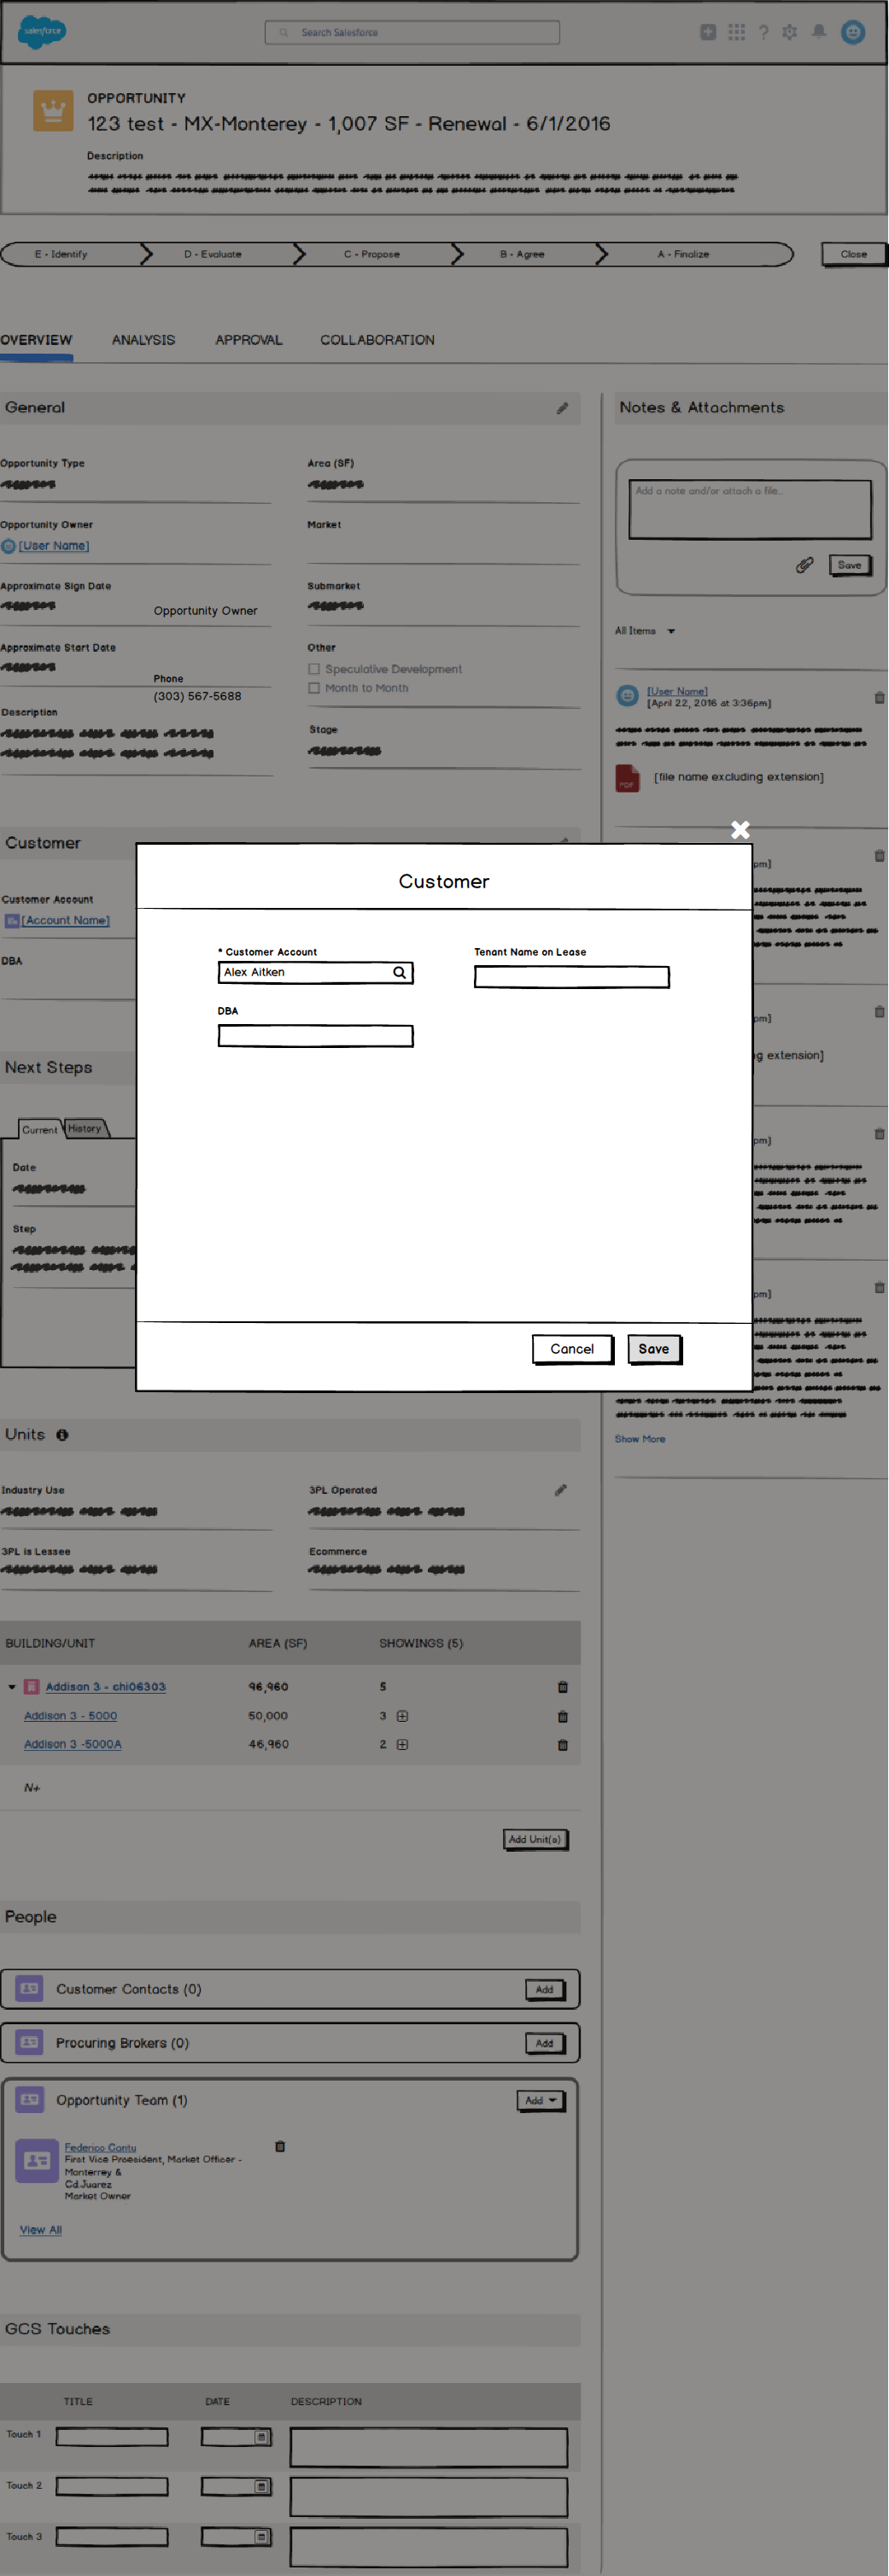 salesforce
Search Salesforce
OPPORTUNITY
123 test - MX-Monterey - 1,007 SF - Renewal - 6/1/2016
Description
E - Identify
D - Evaluate
C - Propose
B - Agree
A - Finalize
Close
OVERVIEW
ANALYSIS
APPROVAL
COLLABORATION
General
Opportunity Type
Area (SF)
Opportunity Owner
[User Name]
Market
Approximate Sign Date
Opportunity Owner
Submarket
Approximate Start Date
Phone
(303) 567-5688
Other
Speculative Development
Month to Month
Description
Stage
Notes & Attachments
Add a note and/or attach a file..
Save
All Items
[User Name]
[April 22, 2016 at 3:36pm]
PDF
[file name excluding extension]
pm]
pm]
g extension]
pm]
pm]
Show More
Customer
Customer Account
[Account Name]
DBA
Customer
* Customer Account
Alex Aitken
Tenant Name on Lease
DBA
Cancel
Save
Next Steps
Current
History
Date
Step
Units
Industry Use
3PL Operated
3PL is Lessee
Ecommerce
BUILDING/UNIT
AREA (SF)
SHOWINGS (5)
Addison 3 - chi06303
96,960
5
Addison 3 - 5000
50,000
3
Addison 3 -5000A
46,960
2
N+
Add Unit(s)
People
Customer Contacts (0)
Add
Procuring Brokers (0)
Add
Opportunity Team (1)
Add
Federico Cantu
First Vice Proesident, Market Officer -
Monterrey &
Cd.Juarez
Market Owner
View All
GCS Touches
TITLE
DATE
DESCRIPTION
Touch 1
Touch 2
Touch 3